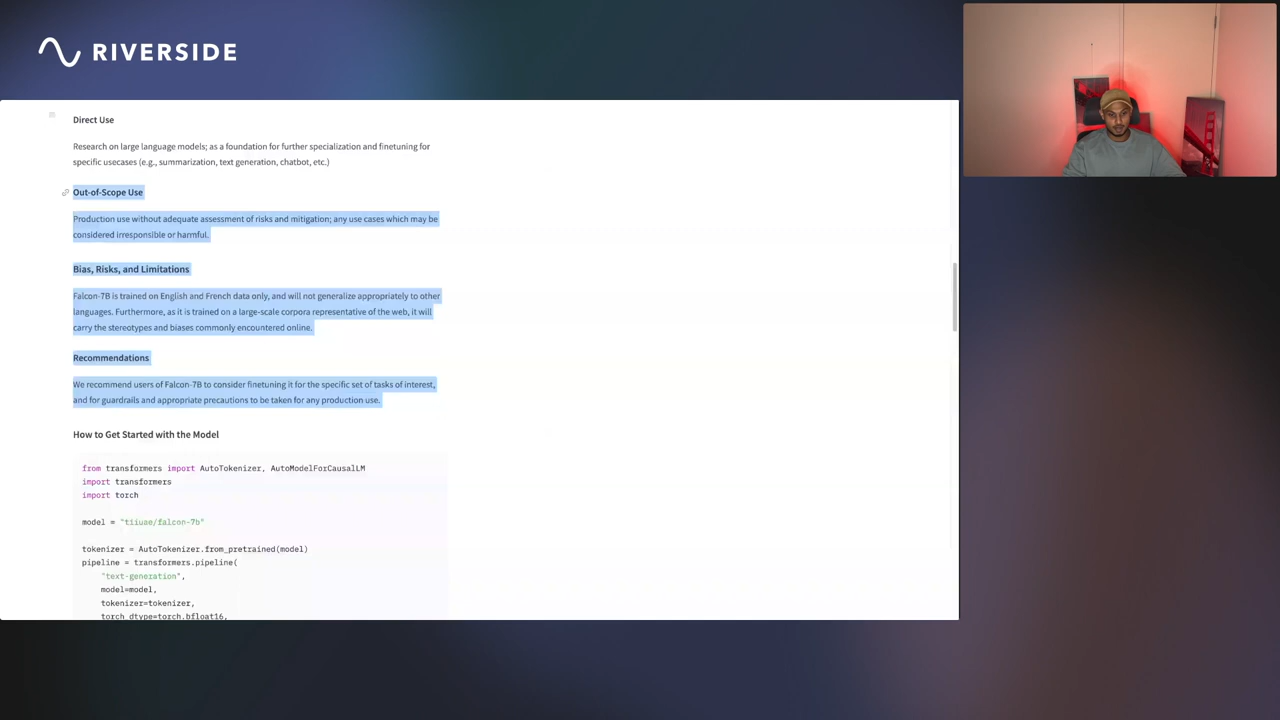 RIVERSIDE
Direct Use
Research on large language models; as a foundation for further specialization and finetuning for
specific usecases (e.g., summarization, text generation, chatbot, etc.)
Out-of-Scope Use
Production use without adequate assessment of risks and mitigation; any use cases which may be
considered irresponsible or harmful.
Bias, Risks, and Limitations
Falcon-7B is trained on English and French data only, and will not generalize appropriately to other
languages. Furthermore, as it is trained on a large-scale corpora representative of the web, it will
carry the stereotypes and biases commonly encountered online.
Recommendations
We recommend users of Falcon-7B to consider finetuning it for the specific set of tasks of interest,
and for guardrails and appropriate precautions to be taken for any production use.
How to Get Started with the Model
from transformers import AutoTokenizer, AutoModelForCausalLM
import transformers
import torch
model = "tiiuae/falcon-7b"
tokenizer = AutoTokenizer.from_pretrained(model)
pipeline = transformers.pipeline(
"text-generation",
model=model,
tokenizer=tokenizer,
torch_dtype=torch.bfloat16,